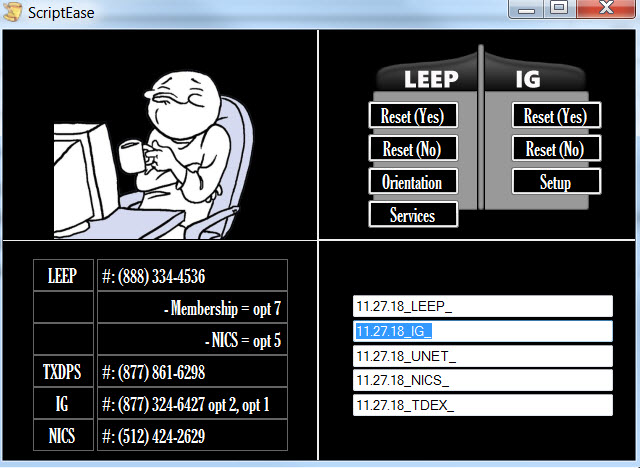 ScriptEase
LEEP IG
Reset (Yes) Reset (Yes)
Reset (No) Reset (No)
Orientation Setup
Services
LEEP #: (888) 334-4536
- Membership = opt 7
- NICS = opt 5
TXDPS #: (877) 861-6298
IG #: (877) 324-6427 opt 2, opt 1
NICS #: (512) 424-2629
11.27.18_LEEP_
11.27.18_IG_
11.27.18_UNET_
11.27.18_NICS_
11.27.18_TDEX_